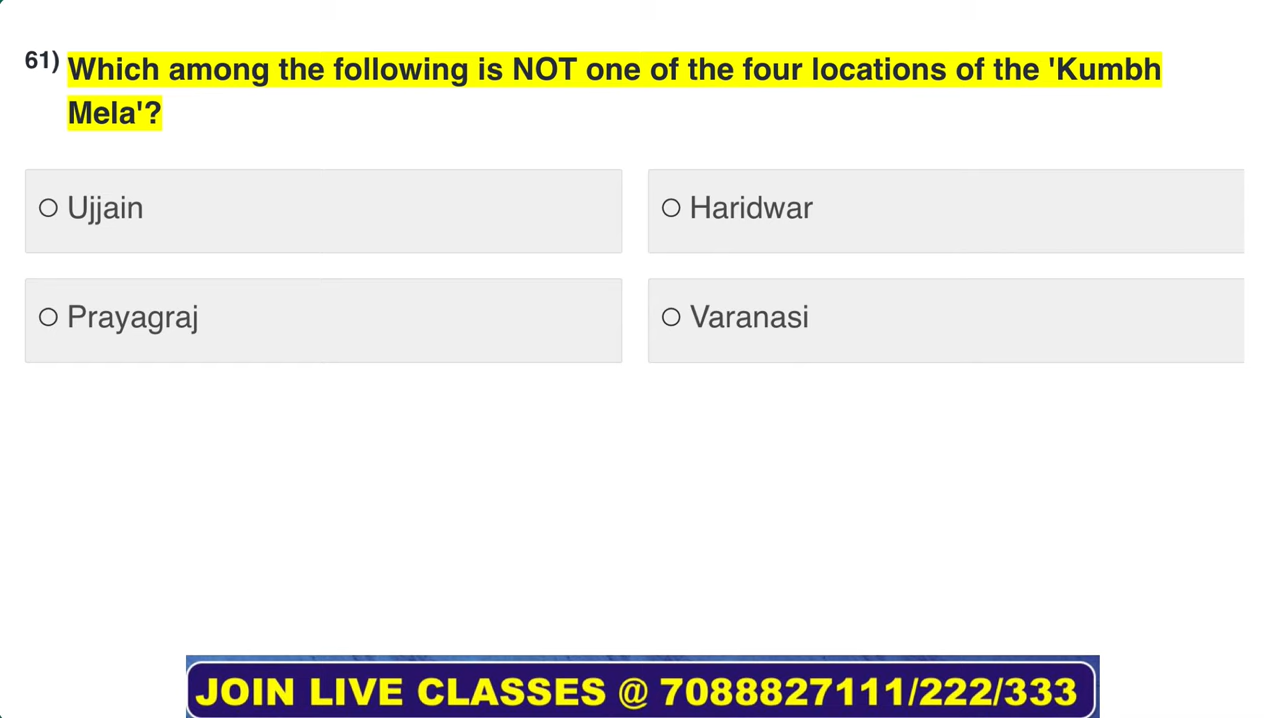 61) Which among the following is NOT one of the four locations of the 'Kumbh
Mela'?
Ujjain
Haridwar
Prayagraj
Varanasi
JOIN LIVE CLASSES @ 7088827111/222/333